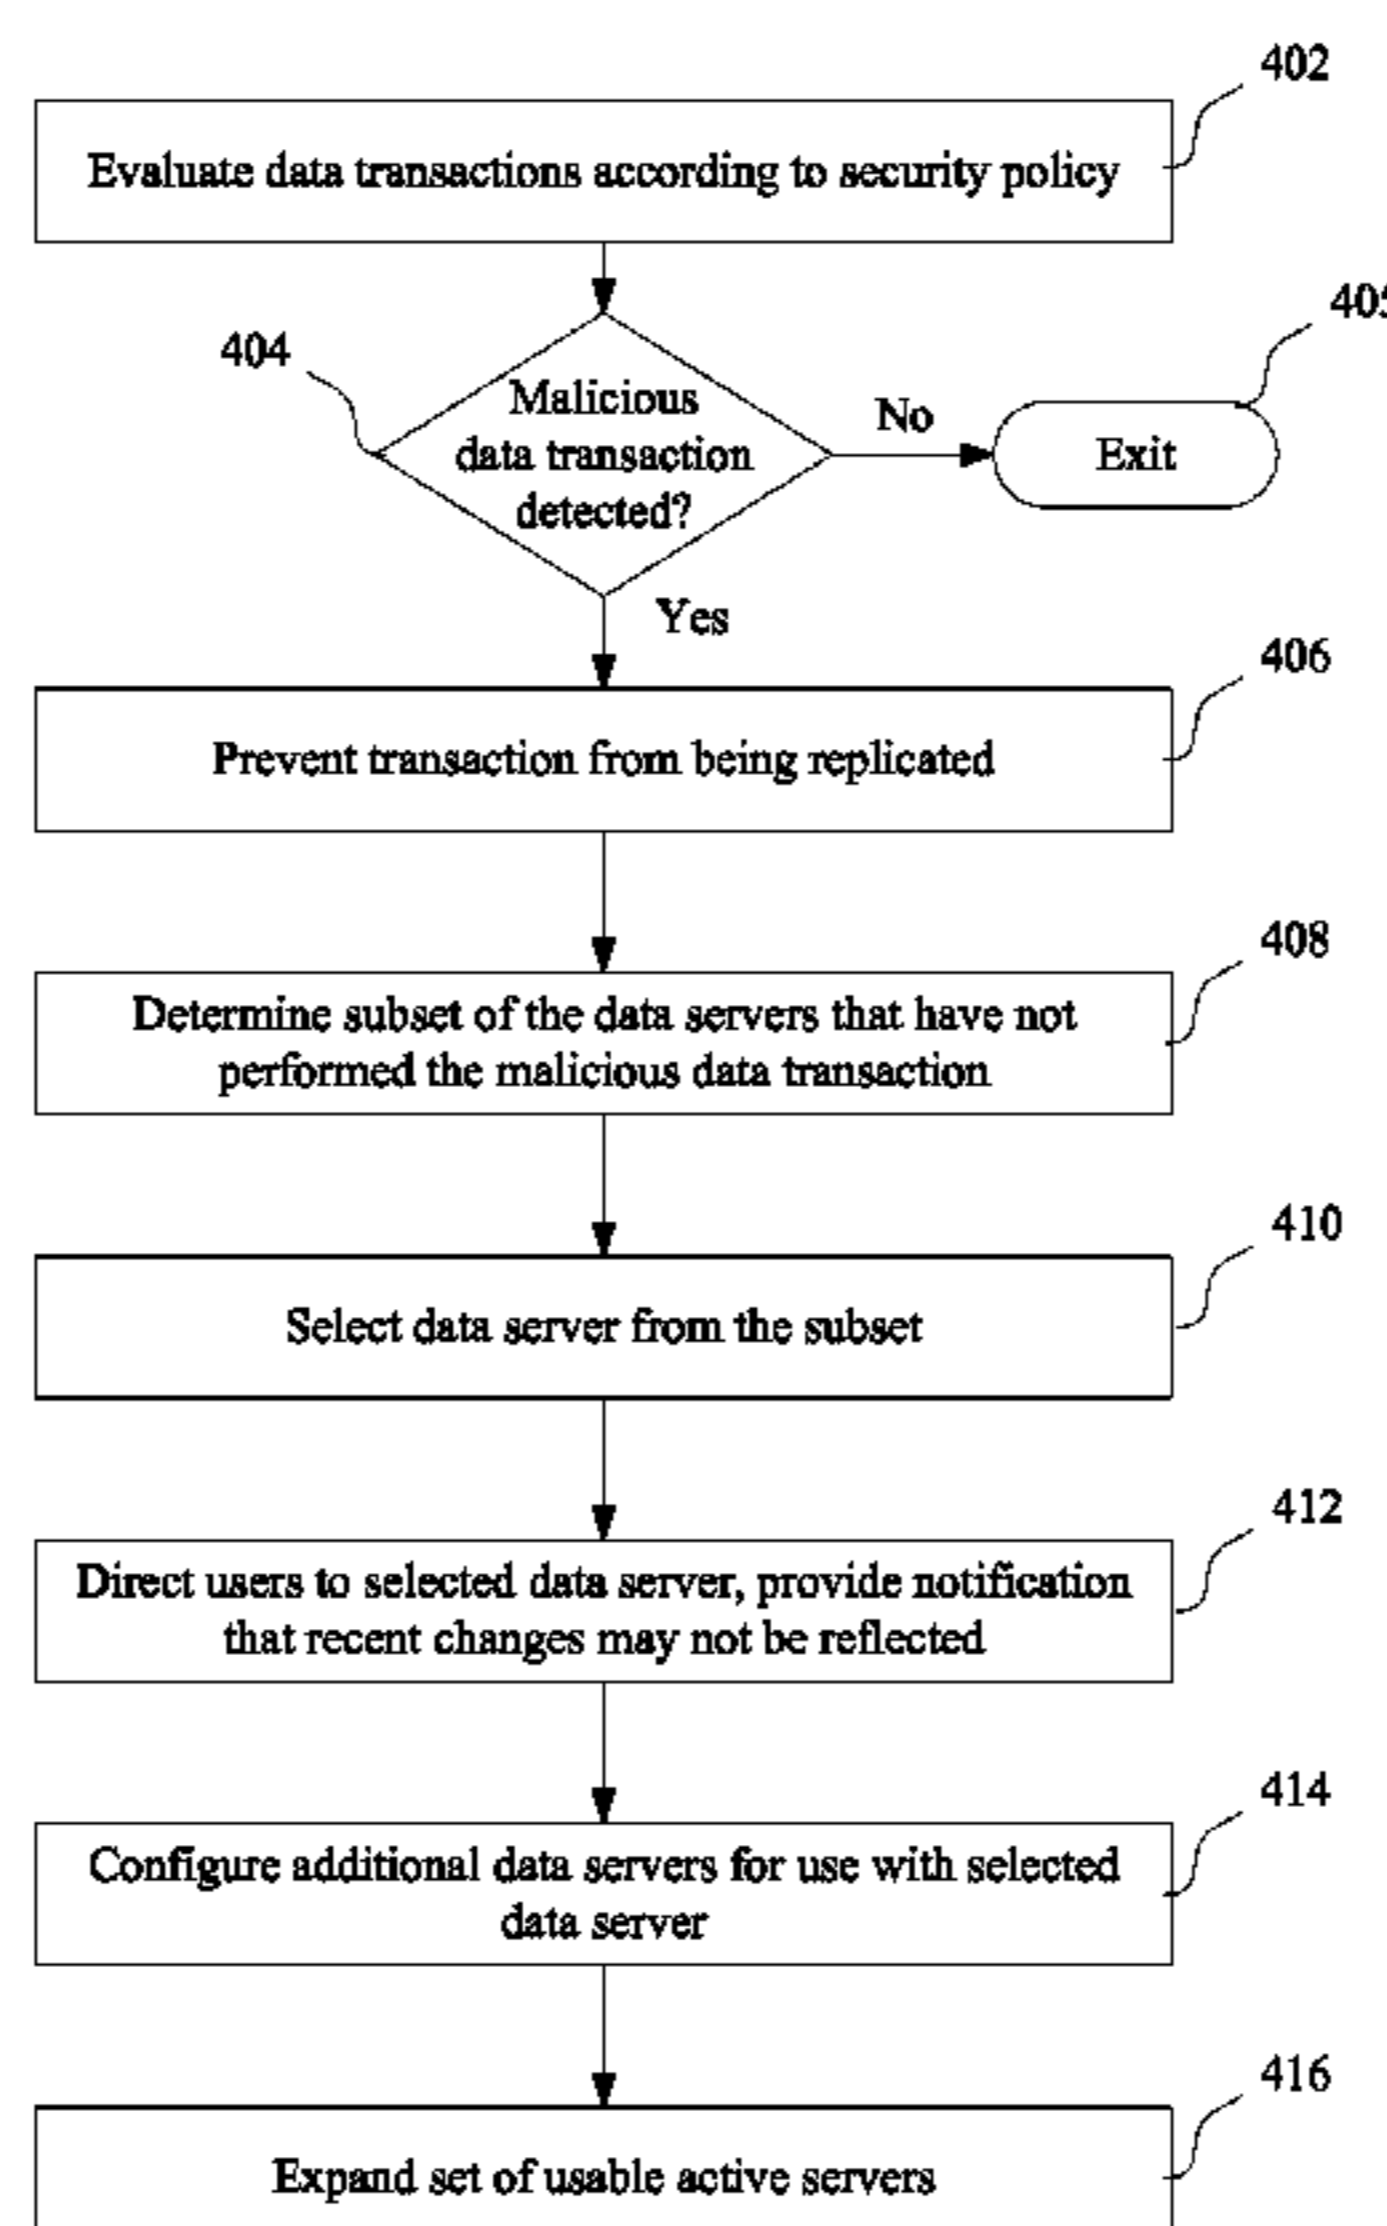 402
Evaluate data transactions according to security policy
404
Malicious
data transaction
detected?
No
Exit
Yes
406
Prevent transaction from being replicated
408
Determine subset of the data servers that have not
performed the malicious data transaction
410
Select data server from the subset
412
Direct users to selected data server, provide notification
that recent changes may not be reflected
414
Configure additional data servers for use with selected
data server
416
Expand set of usable active servers